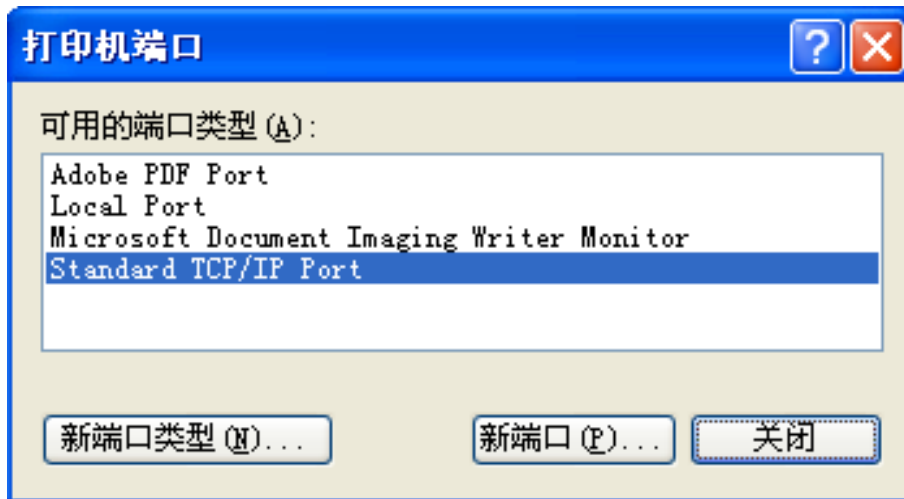 打印机端口
可用的端口类型(A):
Adobe PDF Port
Local Port
Microsoft Document Imaging Writer Monitor
Standard TCP/IP Port
新端口类型(N)... 新端口(P)... 关闭